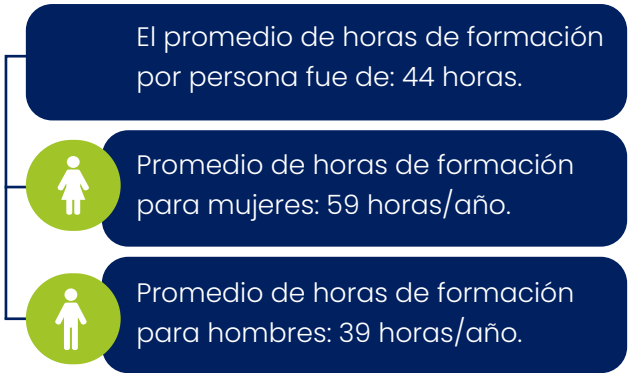 El promedio de horas de formación
por persona fue de: 44 horas.
Promedio de horas de formación
para mujeres: 59 horas/año.
Promedio de horas de formación
para hombres: 39 horas/año.